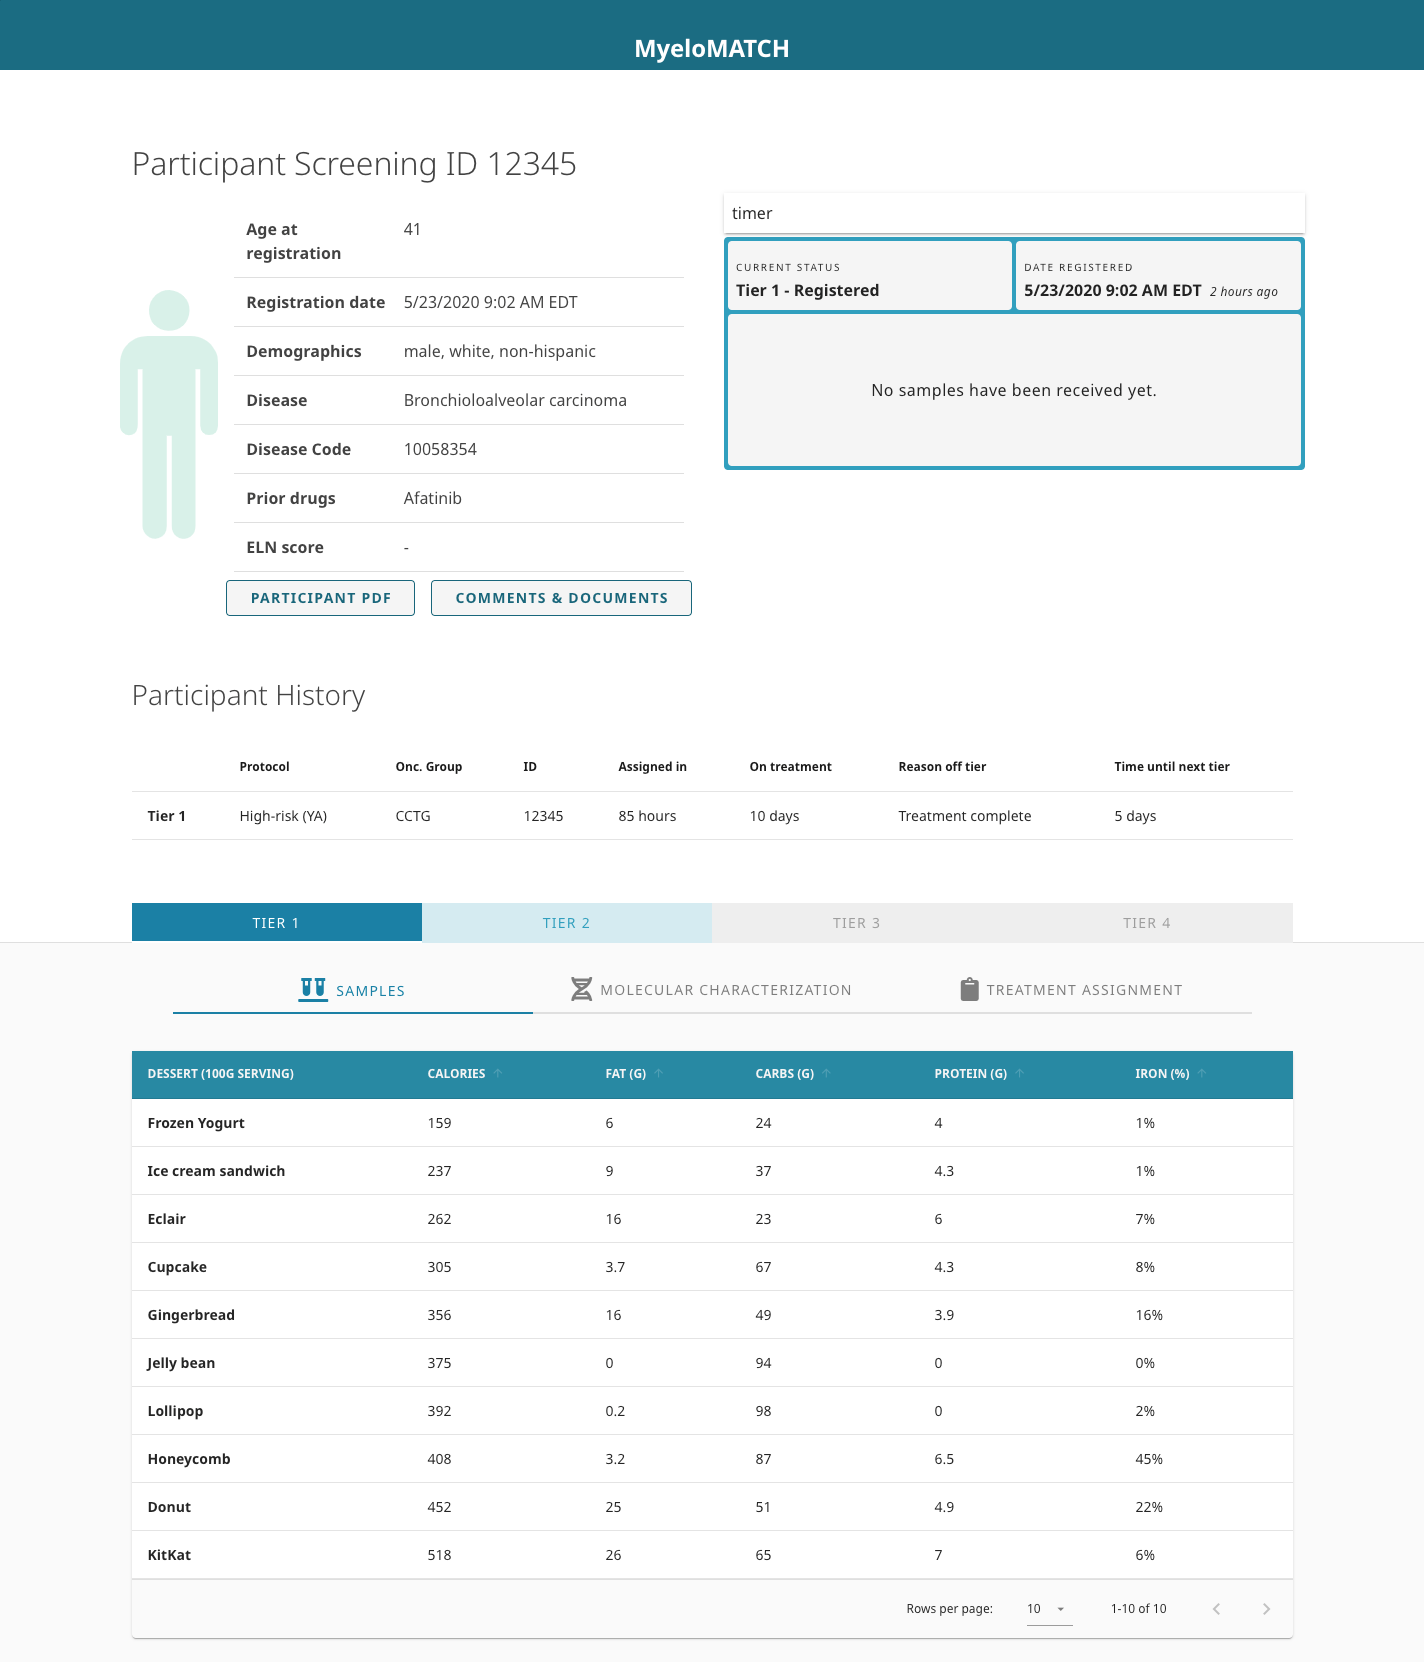 MyeloMATCH
Participant Screening ID 12345
Age at
registration
41
Registration date 5/23/2020 9:02 AM EDT
Demographics male, white, non-hispanic
Disease Bronchioloalveolar carcinoma
Disease Code 10058354
Prior drugs Afatinib
ELN score -
PARTICIPANT PDF COMMENTS & DOCUMENTS
timer
CURRENT STATUS
Tier 1 - Registered
DATE REGISTERED
5/23/2020 9:02 AM EDT 2 hours ago
No samples have been received yet.
Participant History
Protocol Onc. Group ID Assigned in On treatment Reason off tier Time until next tier
Tier 1 High-risk (YA) CCTG 12345 85 hours 10 days Treatment complete 5 days
TIER 1 TIER 2 TIER 3 TIER 4
SAMPLES MOLECULAR CHARACTERIZATION TREATMENT ASSIGNMENT
DESSERT (100G SERVING) CALORIES FAT (G) CARBS (G) PROTEIN (G) IRON (%)
Frozen Yogurt 159 6 24 4 1%
Ice cream sandwich 237 9 37 4.3 1%
Eclair 262 16 23 6 7%
Cupcake 305 3.7 67 4.3 8%
Gingerbread 356 16 49 3.9 16%
Jelly bean 375 0 94 0 0%
Lollipop 392 0.2 98 0 2%
Honeycomb 408 3.2 87 6.5 45%
Donut 452 25 51 4.9 22%
KitKat 518 26 65 7 6%
Rows per page: 10 1-10 of 10